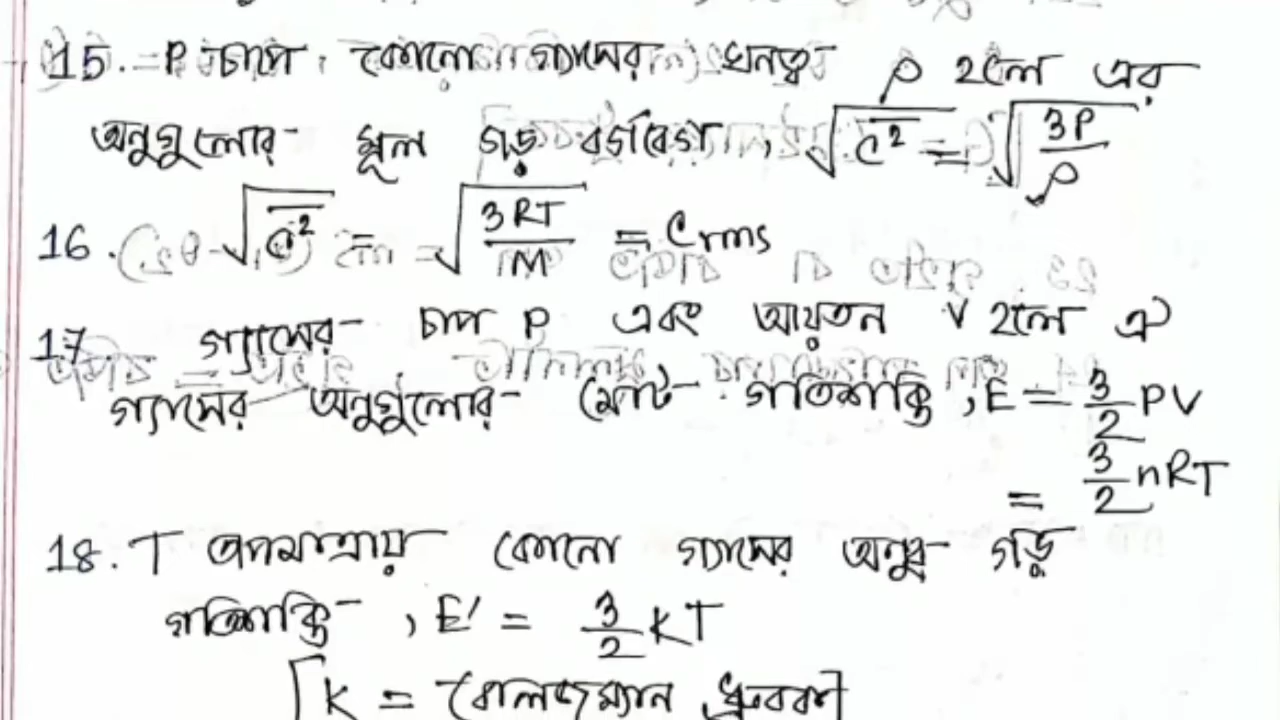 15. P চাপে কোনো গ্যাসের ঘনত্ব ρ হলে এর
অনুগুলোর মূল গড় বর্গবেগ, √c̅² = √(3P/ρ)
16. √c̅² = √(3RT/M) = Crms
17. গ্যাসের চাপ P এবং আয়তন V হলে ঐ
গ্যাসের অনুগুলোর মোট গতিশক্তি, E = 3/2 PV
= 3/2 nRT
18. T তাপমাত্রায় কোনো গ্যাসের অনুর গড়
গতিশক্তি, E' = 3/2 KT
[K = বোলজম্যান ধ্রুবক]